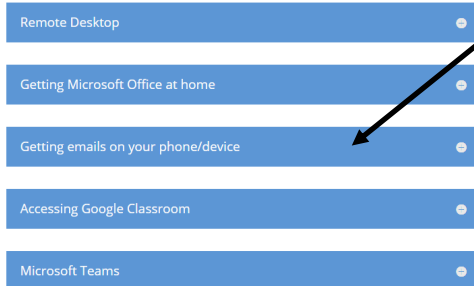 Remote Desktop
Getting Microsoft Office at home
Getting emails on your phone/device
Accessing Google Classroom
Microsoft Teams